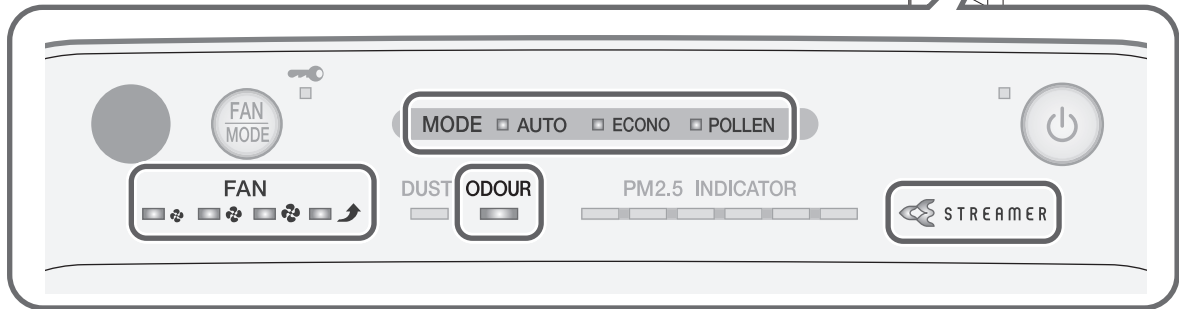 FAN
MODE
MODE AUTO ECONO POLLEN
FAN
DUST ODOUR PM2.5 INDICATOR
STREAMER